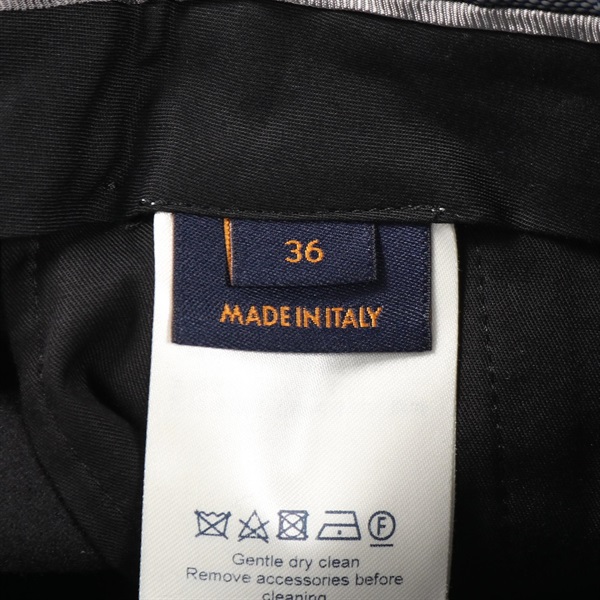 36
MADE IN ITALY
F
Gentle dry clean
Remove accessories before
cleaning